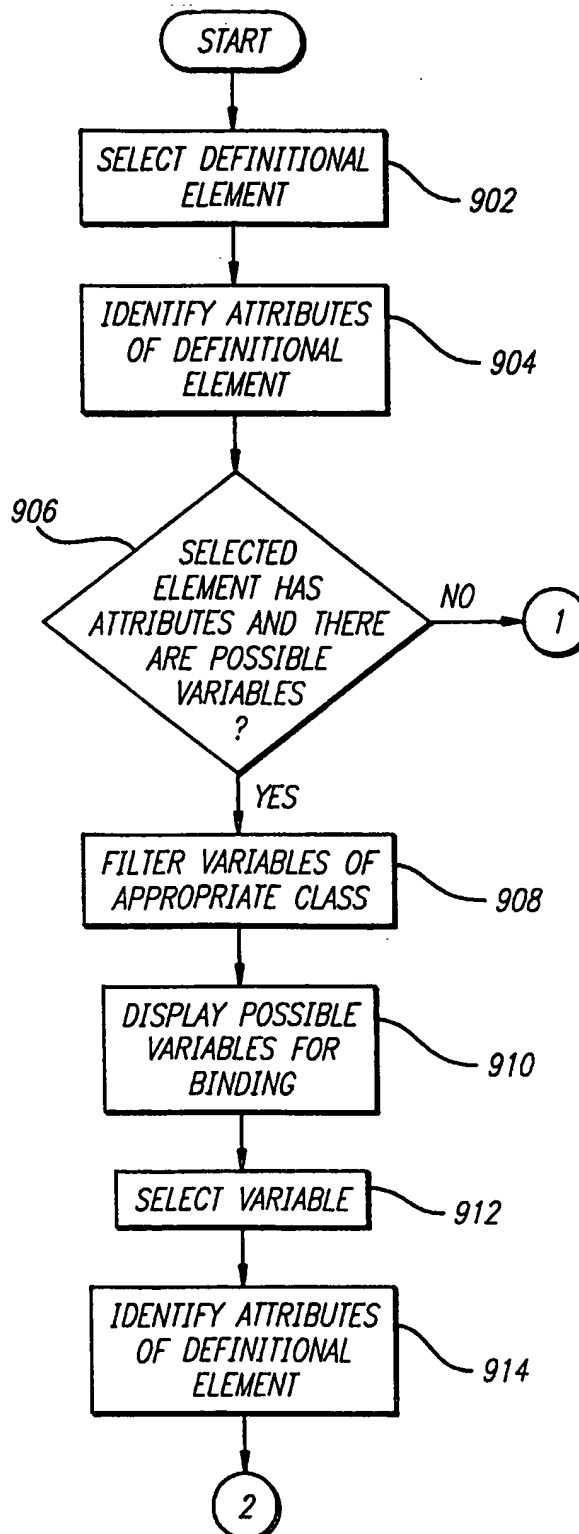 START
SELECT DEFINITIONAL
ELEMENT
902
IDENTIFY ATTRIBUTES
OF DEFINITIONAL
ELEMENT
904
906
SELECTED
ELEMENT HAS
ATTRIBUTES AND THERE
ARE POSSIBLE
VARIABLES
?
NO
1
YES
FILTER VARIABLES OF
APPROPRIATE CLASS
908
DISPLAY POSSIBLE
VARIABLES FOR
BINDING
910
SELECT VARIABLE
912
IDENTIFY ATTRIBUTES
OF DEFINITIONAL
ELEMENT
914
2